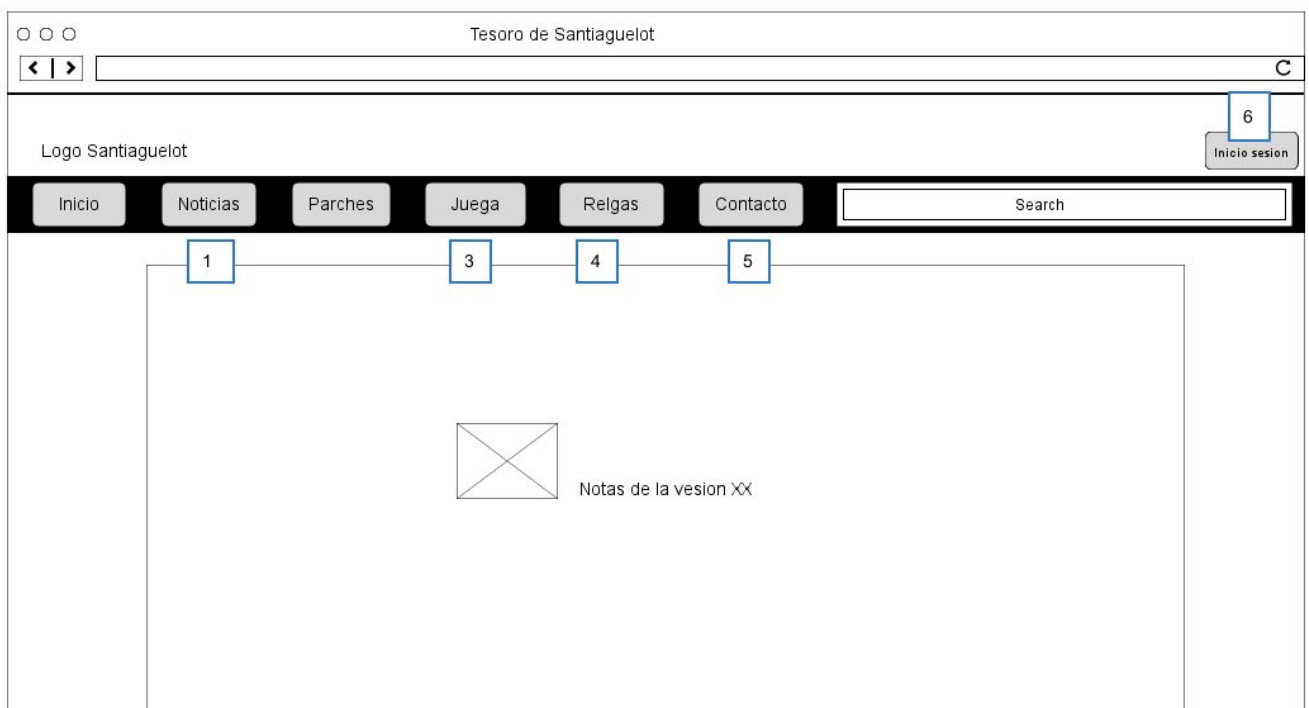 Tesoro de Santiaguelot
6
Logo Santiaguelot
Inicio sesion
Inicio Noticias Parches Juega Relgas Contacto Search
1 3 4 5
Notas de la vesion XX